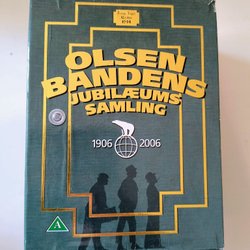 OLSEN
BANDENS
JUBILÆUMS
SAMLING
1906 2006
A